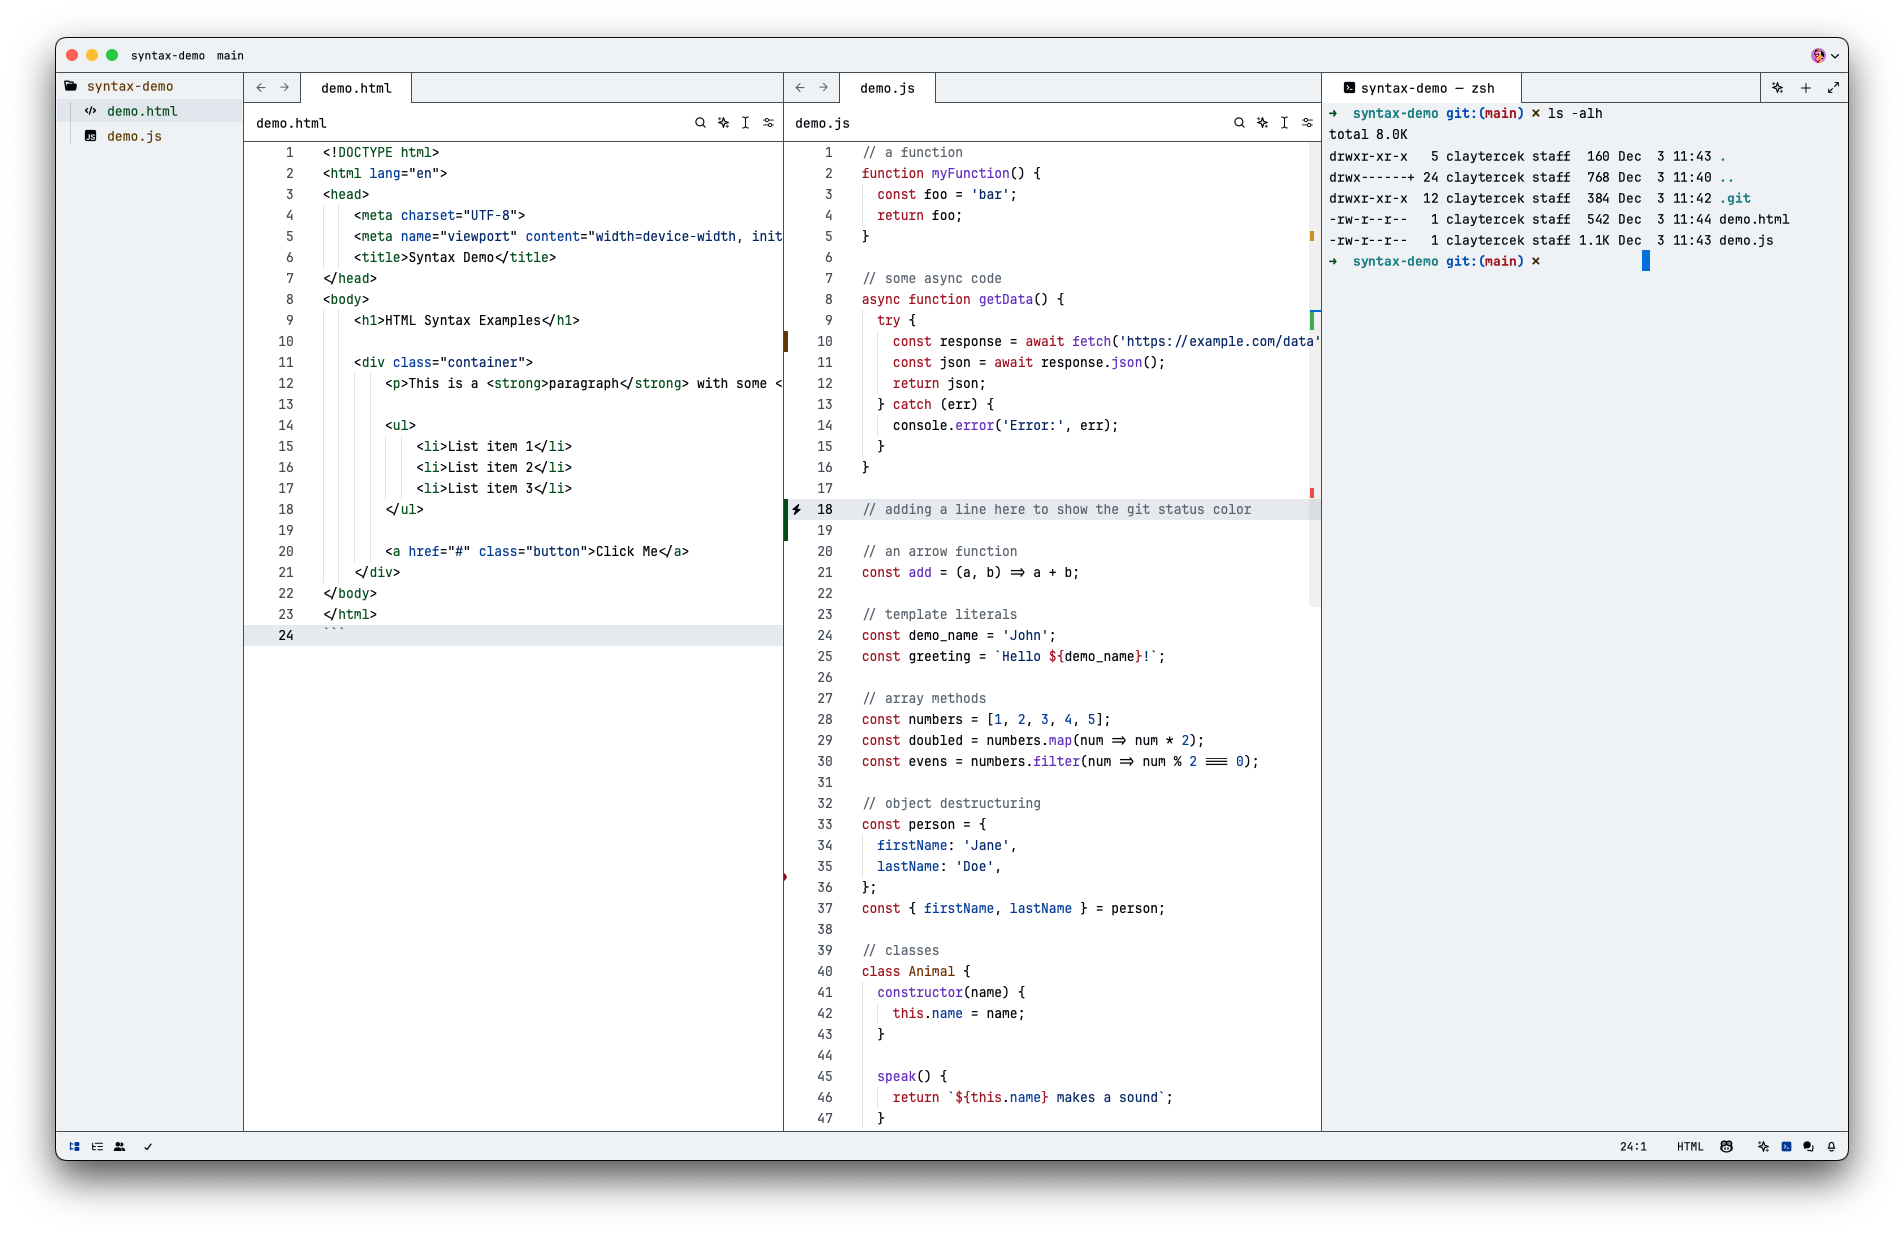 syntax-demo main
syntax-demo
demo.html
demo.js
demo.html
demo.html
1 <!DOCTYPE html>
2 <html lang="en">
3 <head>
4 <meta charset="UTF-8">
5 <meta name="viewport" content="width=device-width, init
6 <title>Syntax Demo</title>
7 </head>
8 <body>
9 <h1>HTML Syntax Examples</h1>
10
11 <div class="container">
12 <p>This is a <strong>paragraph</strong> with some <
13
14 <ul>
15 <li>List item 1</li>
16 <li>List item 2</li>
17 <li>List item 3</li>
18 </ul>
19
20 <a href="#" class="button">Click Me</a>
21 </div>
22 </body>
23 </html>
24 ```
demo.js
demo.js
1 // a function
2 function myFunction() {
3 const foo = 'bar';
4 return foo;
5 }
6
7 // some async code
8 async function getData() {
9 try {
10 const response = await fetch('https://example.com/data'
11 const json = await response.json();
12 return json;
13 } catch (err) {
14 console.error('Error:', err);
15 }
16 }
17
18 // adding a line here to show the git status color
19
20 // an arrow function
21 const add = (a, b) => a + b;
22
23 // template literals
24 const demo_name = 'John';
25 const greeting = `Hello ${demo_name}!`;
26
27 // array methods
28 const numbers = [1, 2, 3, 4, 5];
29 const doubled = numbers.map(num => num * 2);
30 const evens = numbers.filter(num => num % 2 === 0);
31
32 // object destructuring
33 const person = {
34 firstName: 'Jane',
35 lastName: 'Doe',
36 };
37 const { firstName, lastName } = person;
38
39 // classes
40 class Animal {
41 constructor(name) {
42 this.name = name;
43 }
44
45 speak() {
46 return `${this.name} makes a sound`;
47 }
syntax-demo — zsh
➜ syntax-demo git:(main) ✗ ls -alh
total 8.0K
drwxr-xr-x 5 claytercek staff 160 Dec 3 11:43 .
drwx------+ 24 claytercek staff 768 Dec 3 11:40 ..
drwxr-xr-x 12 claytercek staff 384 Dec 3 11:42 .git
-rw-r--r-- 1 claytercek staff 542 Dec 3 11:44 demo.html
-rw-r--r-- 1 claytercek staff 1.1K Dec 3 11:43 demo.js
➜ syntax-demo git:(main) ✗
24:1 HTML